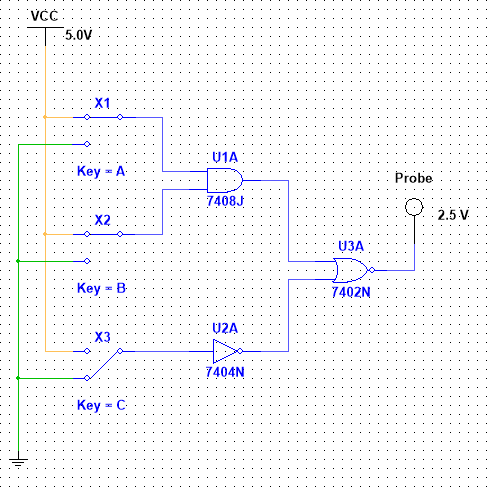 VCC
5.0V
X1
Key = A
U1A
7408J
Probe
2.5 V
X2
Key = B
U3A
7402N
X3
Key = C
U2A
7404N